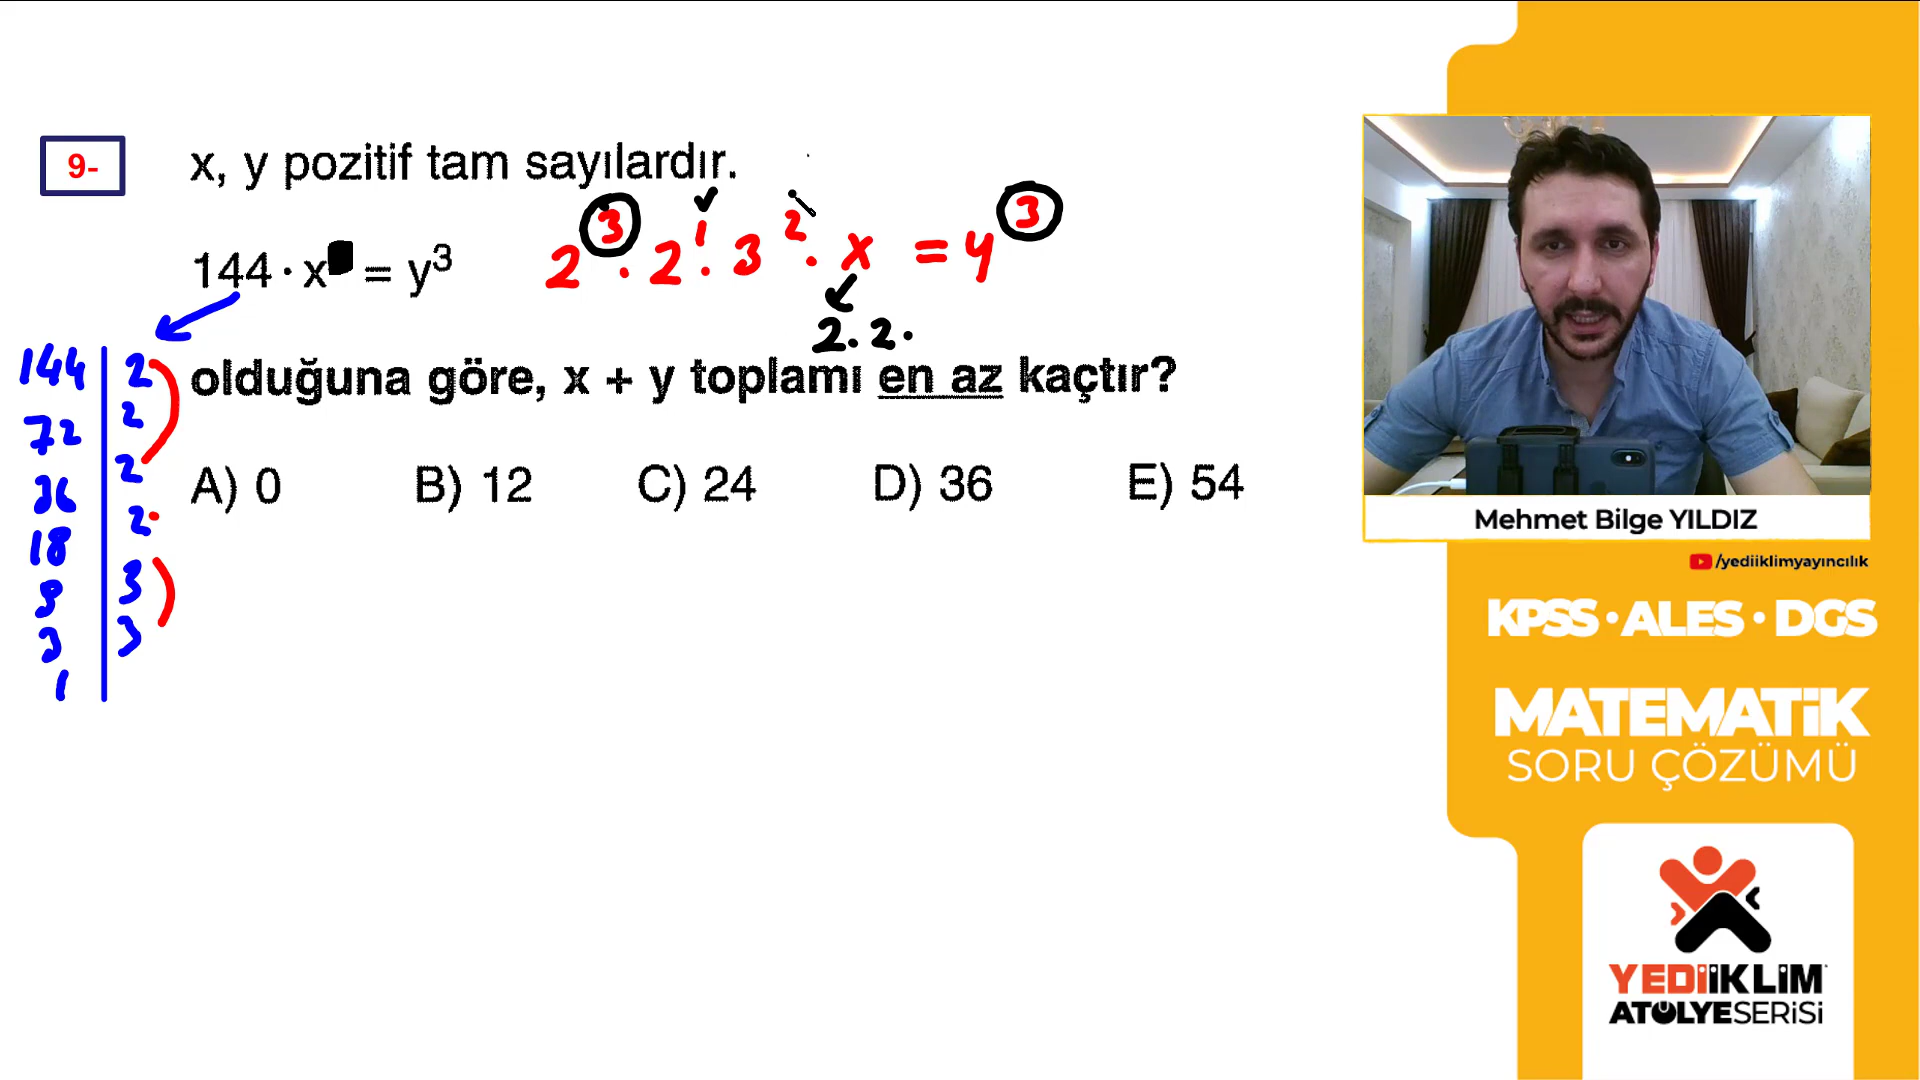 9-
x, y pozitif tam sayılardır.
144 · x = y³
2³ · 2¹ · 3² · x = y³
2 · 2 ·
olduğuna göre, x + y toplamı en az kaçtır?
A) 0 B) 12 C) 24 D) 36 E) 54
144 2
72 2
36 2
18 2
9 3
3 3
1
Mehmet Bilge YILDIZ
/yediiklimyayıncılık
KPSS · ALES · DGS
MATEMATİK
SORU ÇÖZÜMÜ
YEDİİKLİM
ATÖLYESERİSİ